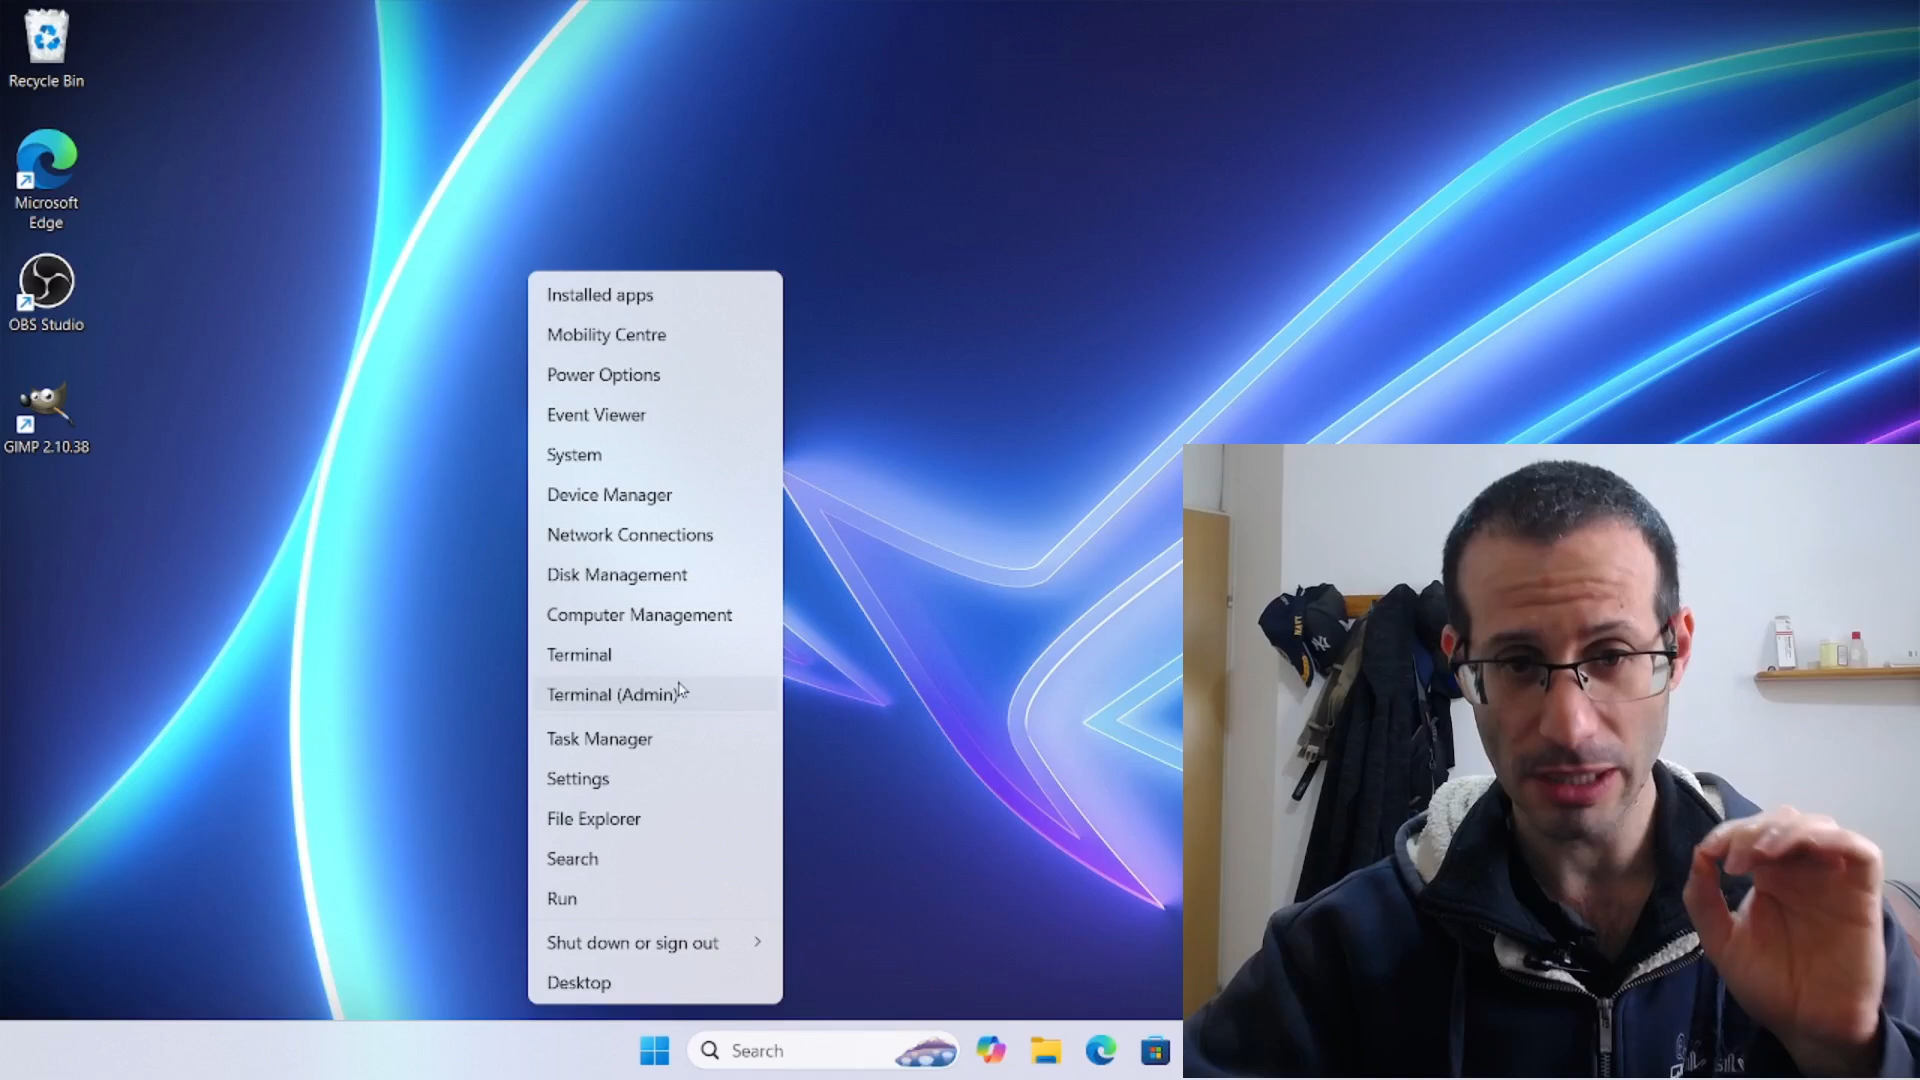 Recycle Bin
Microsoft
Edge
OBS Studio
GIMP 2.10.38
Installed apps
Mobility Centre
Power Options
Event Viewer
System
Device Manager
Network Connections
Disk Management
Computer Management
Terminal
Terminal (Admin)
Task Manager
Settings
File Explorer
Search
Run
Shut down or sign out
Desktop
Search
NAVY